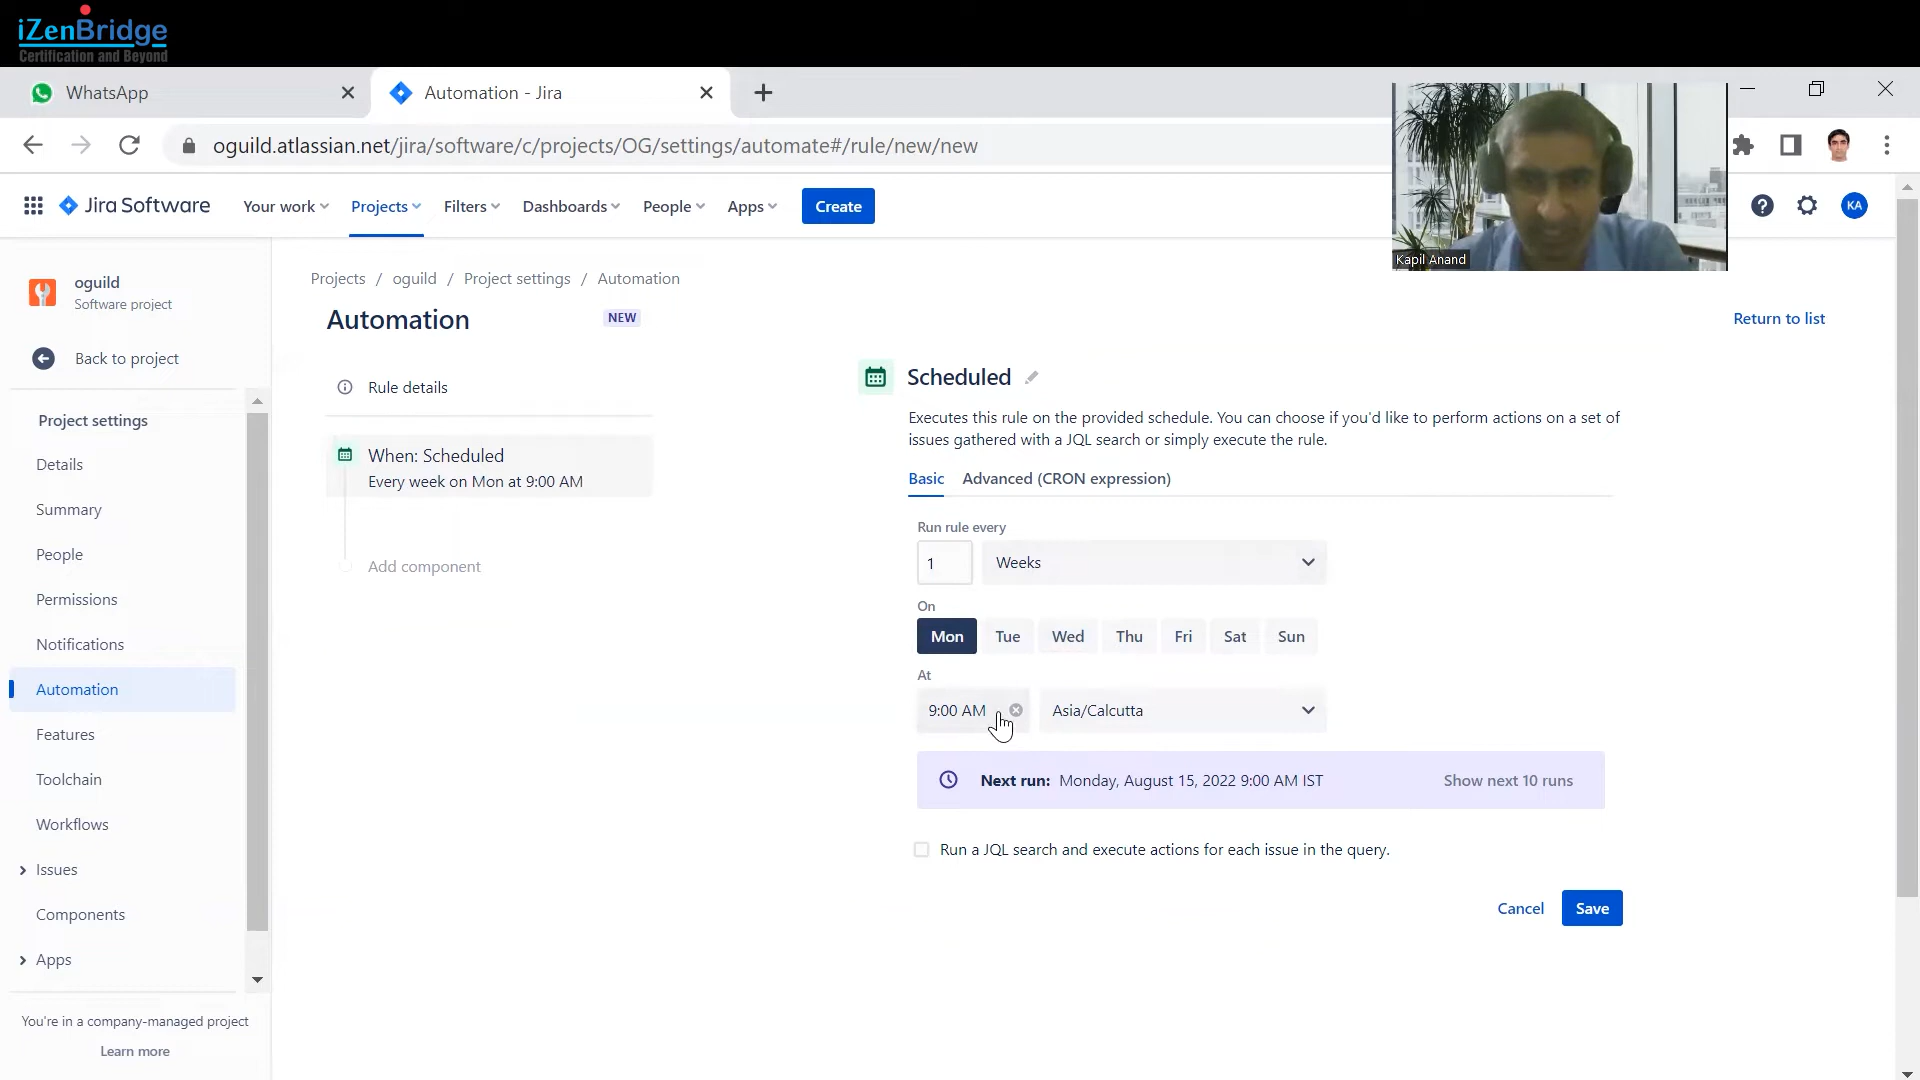 iZenBridge
Certification and Beyond
WhatsApp
Automation - Jira
oguild.atlassian.net/jira/software/c/projects/OG/settings/automate#/rule/new/new
Jira Software
Your work
Projects
Filters
Dashboards
People
Apps
Create
KA
Kapil Anand
oguild
Software project
Back to project
Project settings
Details
Summary
People
Permissions
Notifications
Automation
Features
Toolchain
Workflows
Issues
Components
Apps
You're in a company-managed project
Learn more
Projects / oguild / Project settings / Automation
Automation
NEW
Return to list
Rule details
When: Scheduled
Every week on Mon at 9:00 AM
Add component
Scheduled
Executes this rule on the provided schedule. You can choose if you'd like to perform actions on a set of
issues gathered with a JQL search or simply execute the rule.
Basic
Advanced (CRON expression)
Run rule every
1
Weeks
On
Mon Tue Wed Thu Fri Sat Sun
At
9:00 AM
Asia/Calcutta
Next run: Monday, August 15, 2022 9:00 AM IST
Show next 10 runs
Run a JQL search and execute actions for each issue in the query.
Cancel
Save